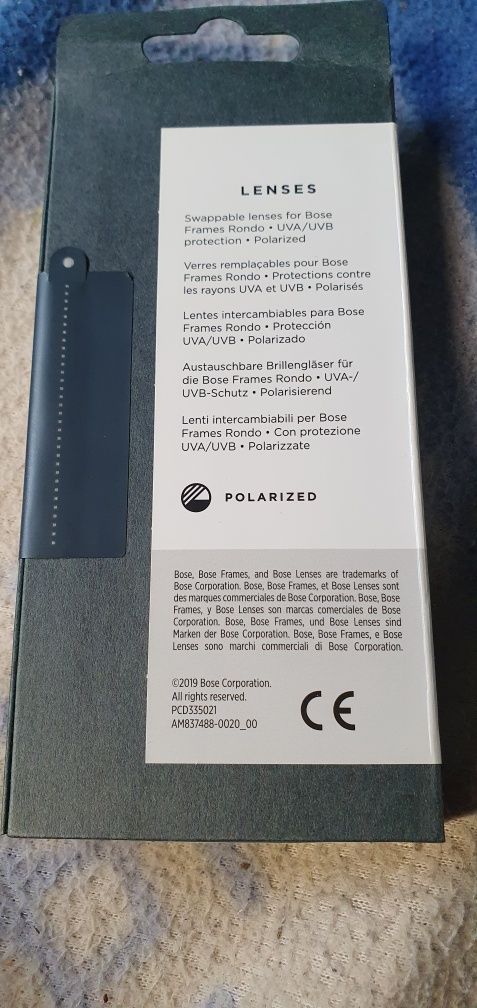 LENSES
Swappable lenses for Bose
Frames Rondo • UVA/UVB
protection • Polarized
Verres remplaçables pour Bose
Frames Rondo • Protections contre
les rayons UVA et UVB • Polarisés
Lentes intercambiables para Bose
Frames Rondo • Protección
UVA/UVB • Polarizado
Austauschbare Brillengläser für
die Bose Frames Rondo • UVA-/
UVB-Schutz • Polarisierend
Lenti intercambiabili per Bose
Frames Rondo • Con protezione
UVA/UVB • Polarizzate
POLARIZED
Bose, Bose Frames, and Bose Lenses are trademarks of
Bose Corporation. Bose, Bose Frames, et Bose Lenses sont
des marques commerciales de Bose Corporation. Bose, Bose
Frames, y Bose Lenses son marcas comerciales de Bose
Corporation. Bose, Bose Frames, und Bose Lenses sind
Marken der Bose Corporation. Bose, Bose Frames, e Bose
Lenses sono marchi commerciali di Bose Corporation.
©2019 Bose Corporation.
All rights reserved.
PCD335021
AM837488-0020_00
CE